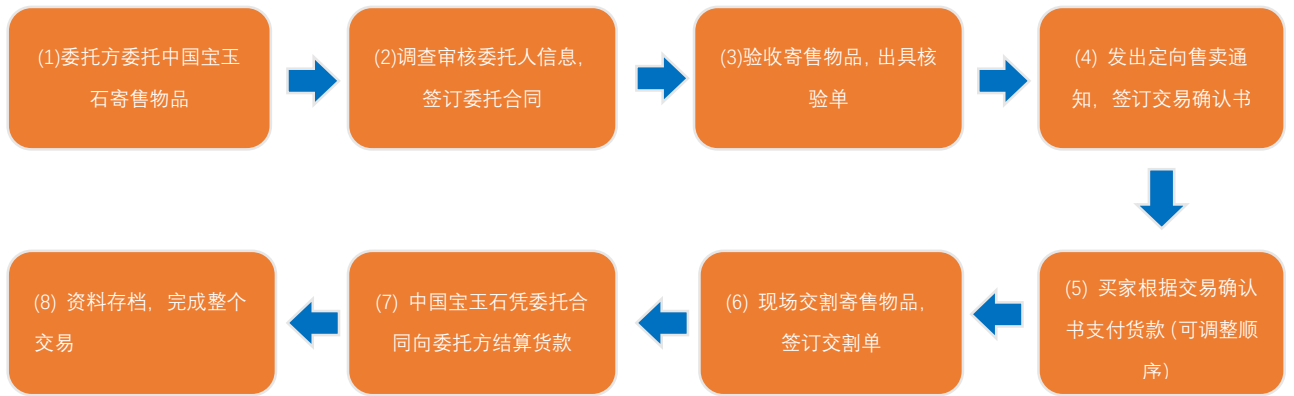 (1)委托方委托中国宝玉
石寄售物品
(2)调查审核委托人信息,
签订委托合同
(3)验收寄售物品, 出具核
验单
(4) 发出定向售卖通
知, 签订交易确认书
(5) 买家根据交易确认
书支付货款 (可调整顺
序)
(6) 现场交割寄售物品,
签订交割单
(7) 中国宝玉石凭委托合
同向委托方结算货款
(8) 资料存档, 完成整个
交易